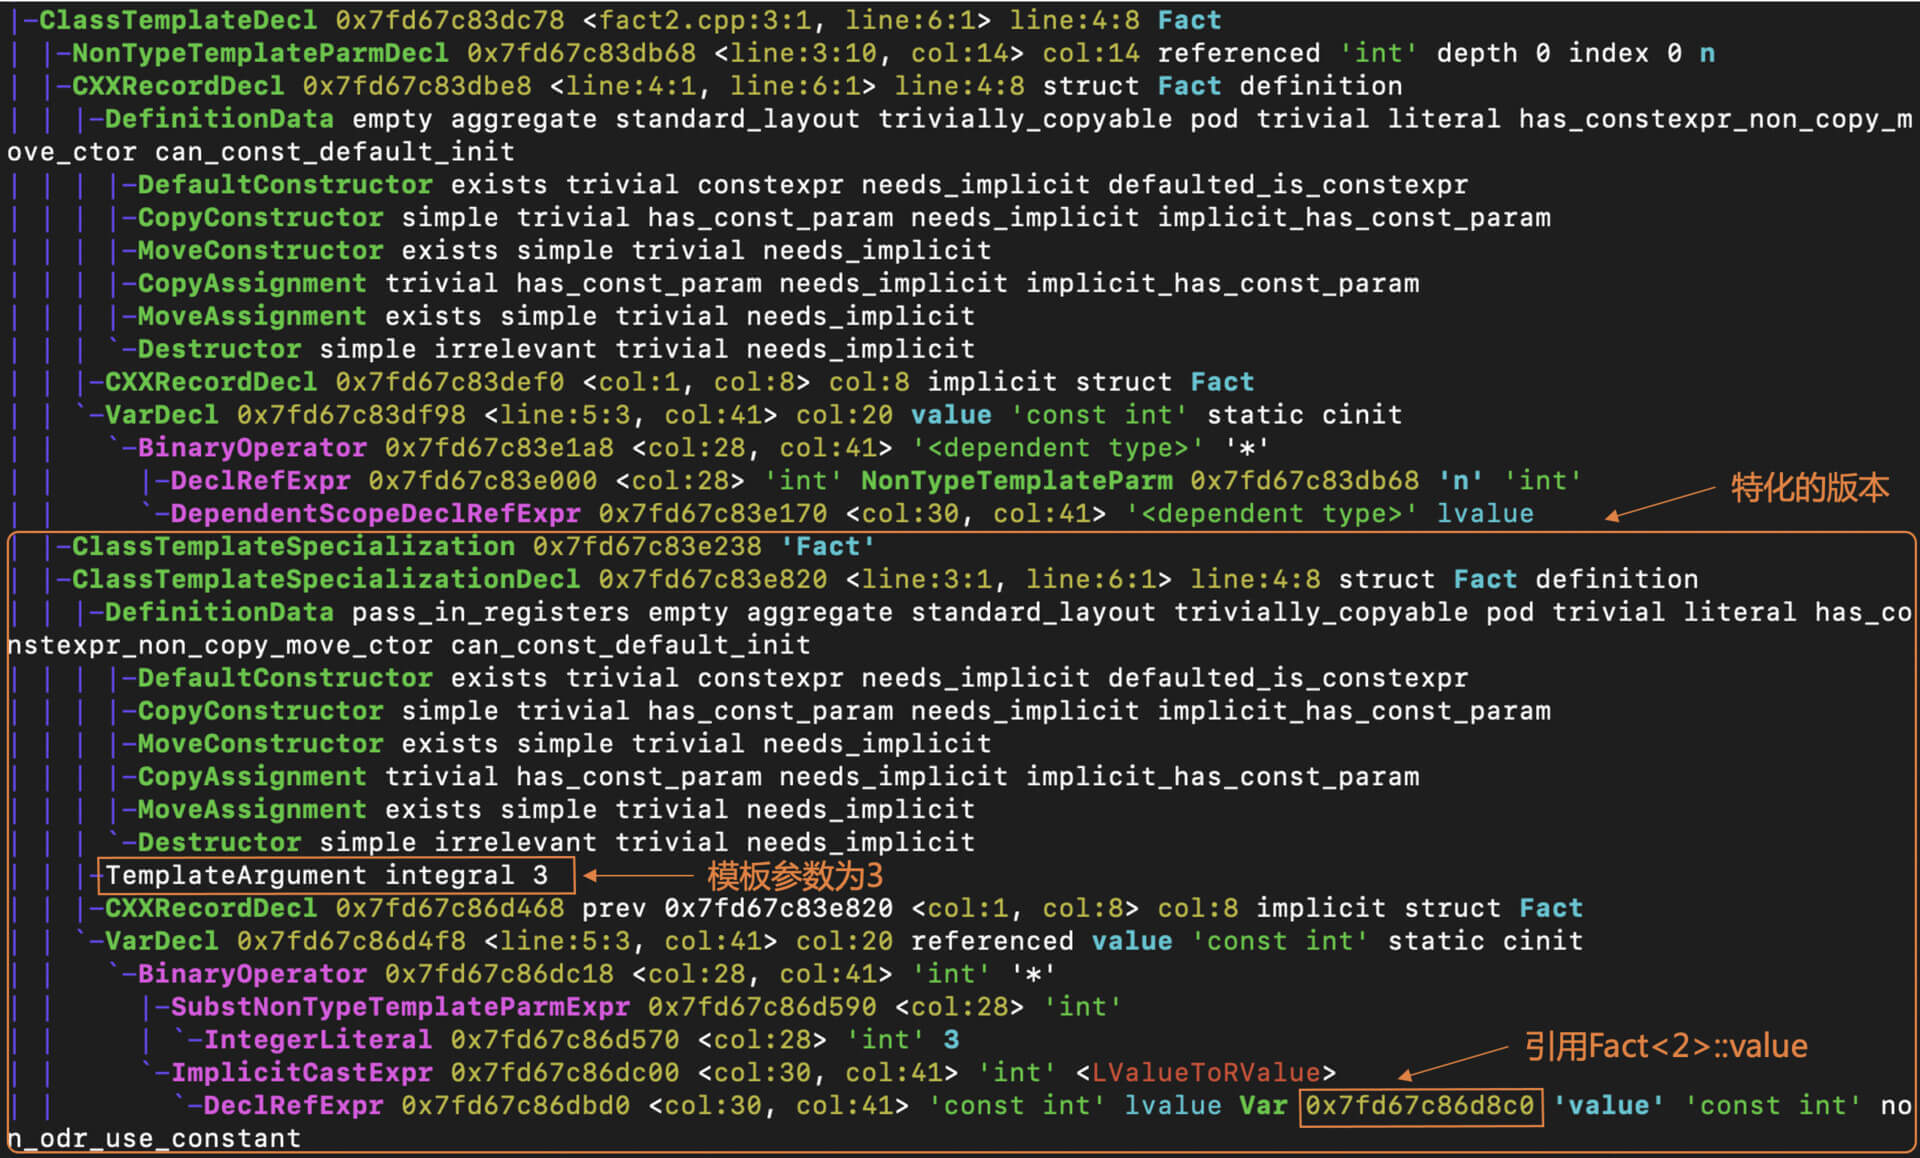 |-ClassTemplateDecl 0x7fd67c83dc78 <fact2.cpp:3:1, line:6:1> line:4:8 Fact
| |-NonTypeTemplateParmDecl 0x7fd67c83db68 <line:3:10, col:14> col:14 referenced 'int' depth 0 index 0 n
| |-CXXRecordDecl 0x7fd67c83dbe8 <line:4:1, line:6:1> line:4:8 struct Fact definition
| | |-DefinitionData empty aggregate standard_layout trivially_copyable pod trivial literal has_constexpr_non_copy_m
ove_ctor can_const_default_init
| | | |-DefaultConstructor exists trivial constexpr needs_implicit defaulted_is_constexpr
| | | |-CopyConstructor simple trivial has_const_param needs_implicit implicit_has_const_param
| | | |-MoveConstructor exists simple trivial needs_implicit
| | | |-CopyAssignment trivial has_const_param needs_implicit implicit_has_const_param
| | | |-MoveAssignment exists simple trivial needs_implicit
| | | `-Destructor simple irrelevant trivial needs_implicit
| | |-CXXRecordDecl 0x7fd67c83def0 <col:1, col:8> col:8 implicit struct Fact
| | `-VarDecl 0x7fd67c83df98 <line:5:3, col:41> col:20 value 'const int' static cinit
| |   `-BinaryOperator 0x7fd67c83e1a8 <col:28, col:41> '<dependent type>' '*'
| |     |-DeclRefExpr 0x7fd67c83e000 <col:28> 'int' NonTypeTemplateParm 0x7fd67c83db68 'n' 'int'
特化的版本
| |     `-DependentScopeDeclRefExpr 0x7fd67c83e170 <col:30, col:41> '<dependent type>' lvalue
| |-ClassTemplateSpecialization 0x7fd67c83e238 'Fact'
| |-ClassTemplateSpecializationDecl 0x7fd67c83e820 <line:3:1, line:6:1> line:4:8 struct Fact definition
| | |-DefinitionData pass_in_registers empty aggregate standard_layout trivially_copyable pod trivial literal has_co
nstexpr_non_copy_move_ctor can_const_default_init
| | | |-DefaultConstructor exists trivial constexpr needs_implicit defaulted_is_constexpr
| | | |-CopyConstructor simple trivial has_const_param needs_implicit implicit_has_const_param
| | | |-MoveConstructor exists simple trivial needs_implicit
| | | |-CopyAssignment trivial has_const_param needs_implicit implicit_has_const_param
| | | |-MoveAssignment exists simple trivial needs_implicit
| | | `-Destructor simple irrelevant trivial needs_implicit
| | |-TemplateArgument integral 3 模板参数为3
| | |-CXXRecordDecl 0x7fd67c86d468 prev 0x7fd67c83e820 <col:1, col:8> col:8 implicit struct Fact
| | `-VarDecl 0x7fd67c86d4f8 <line:5:3, col:41> col:20 referenced value 'const int' static cinit
| |   `-BinaryOperator 0x7fd67c86dc18 <col:28, col:41> 'int' '*'
| |     |-SubstNonTypeTemplateParmExpr 0x7fd67c86d590 <col:28> 'int'
| |     | `-IntegerLiteral 0x7fd67c86d570 <col:28> 'int' 3
引用Fact<2>::value
| |     `-ImplicitCastExpr 0x7fd67c86dc00 <col:30, col:41> 'int' <LValueToRValue>
| |       `-DeclRefExpr 0x7fd67c86dbd0 <col:30, col:41> 'const int' lvalue Var 0x7fd67c86d8c0 'value' 'const int' no
n_odr_use_constant